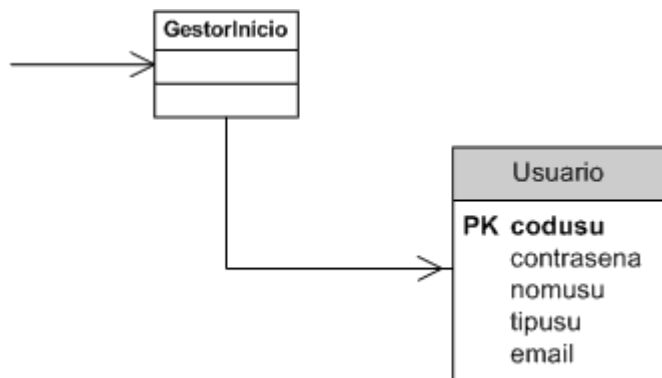 GestorInicio
Usuario
PK codusu
contrasena
nomusu
tipusu
email